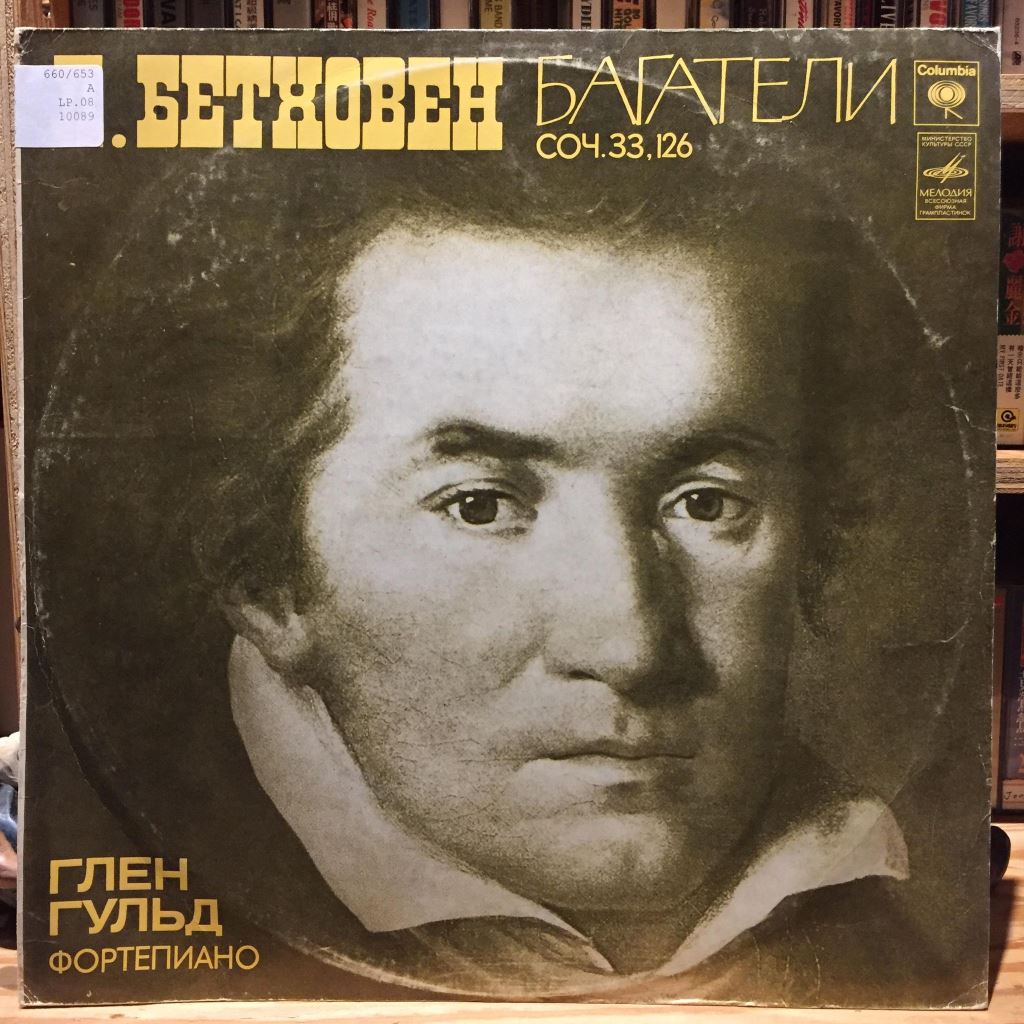 660/653
A
LP.08
10089
.БЕТХОВЕН
БАГАТЕЛИ
СОЧ.33,126
Columbia
МИНИСТЕРСТВО
КУЛЬТУРЫ СССР
МЕЛОДИЯ
ВСЕСОЮЗНАЯ
ФИРМА
ГРАМПЛАСТИНОК
ГЛЕН
ГУЛЬД
ФОРТЕПИАНО